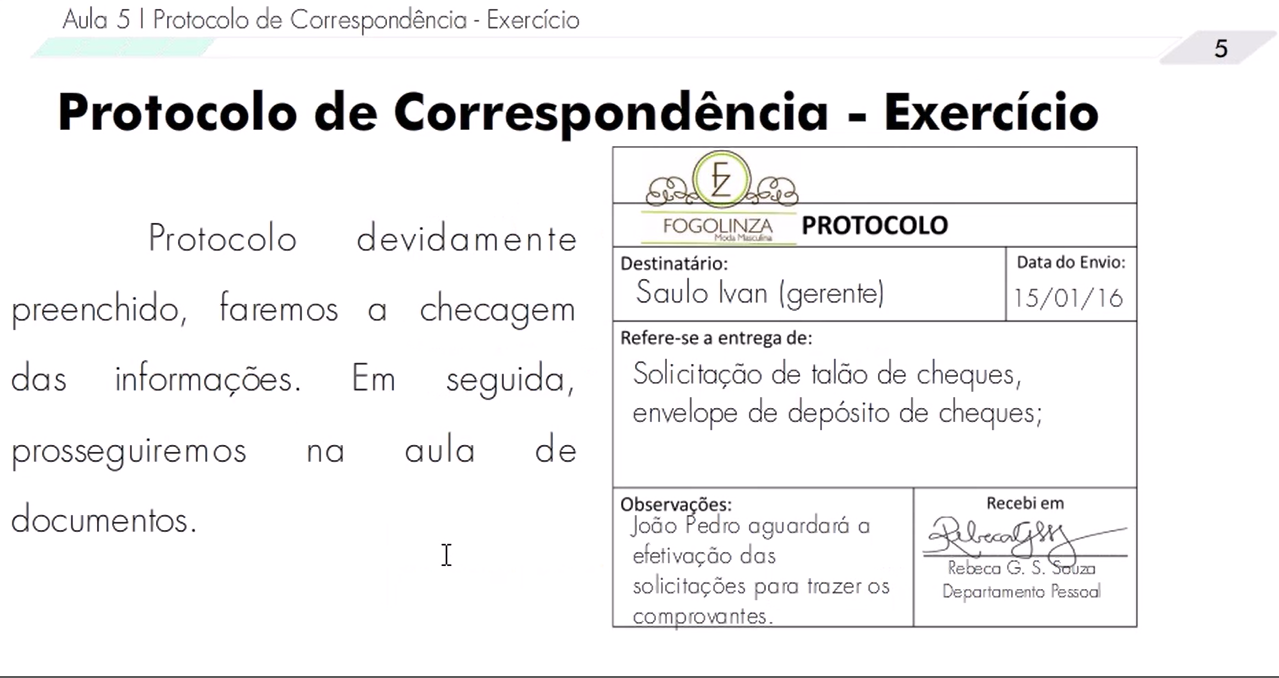 Aula 5 | Protocolo de Correspondência - Exercício
5
Protocolo de Correspondência - Exercício
Protocolo devidamente
preenchido, faremos a checagem
das informações. Em seguida,
prosseguiremos na aula de
documentos.
FZ
FOGOLINZA
Moda Masculina
PROTOCOLO
Destinatário:
Saulo Ivan (gerente)
Data do Envio:
15/01/16
Refere-se a entrega de:
Solicitação de talão de cheques,
envelope de depósito de cheques;
Observações:
João Pedro aguardará a
efetivação das
solicitações para trazer os
comprovantes.
Recebi em
Rebeca G. S. Souza
Departamento Pessoal